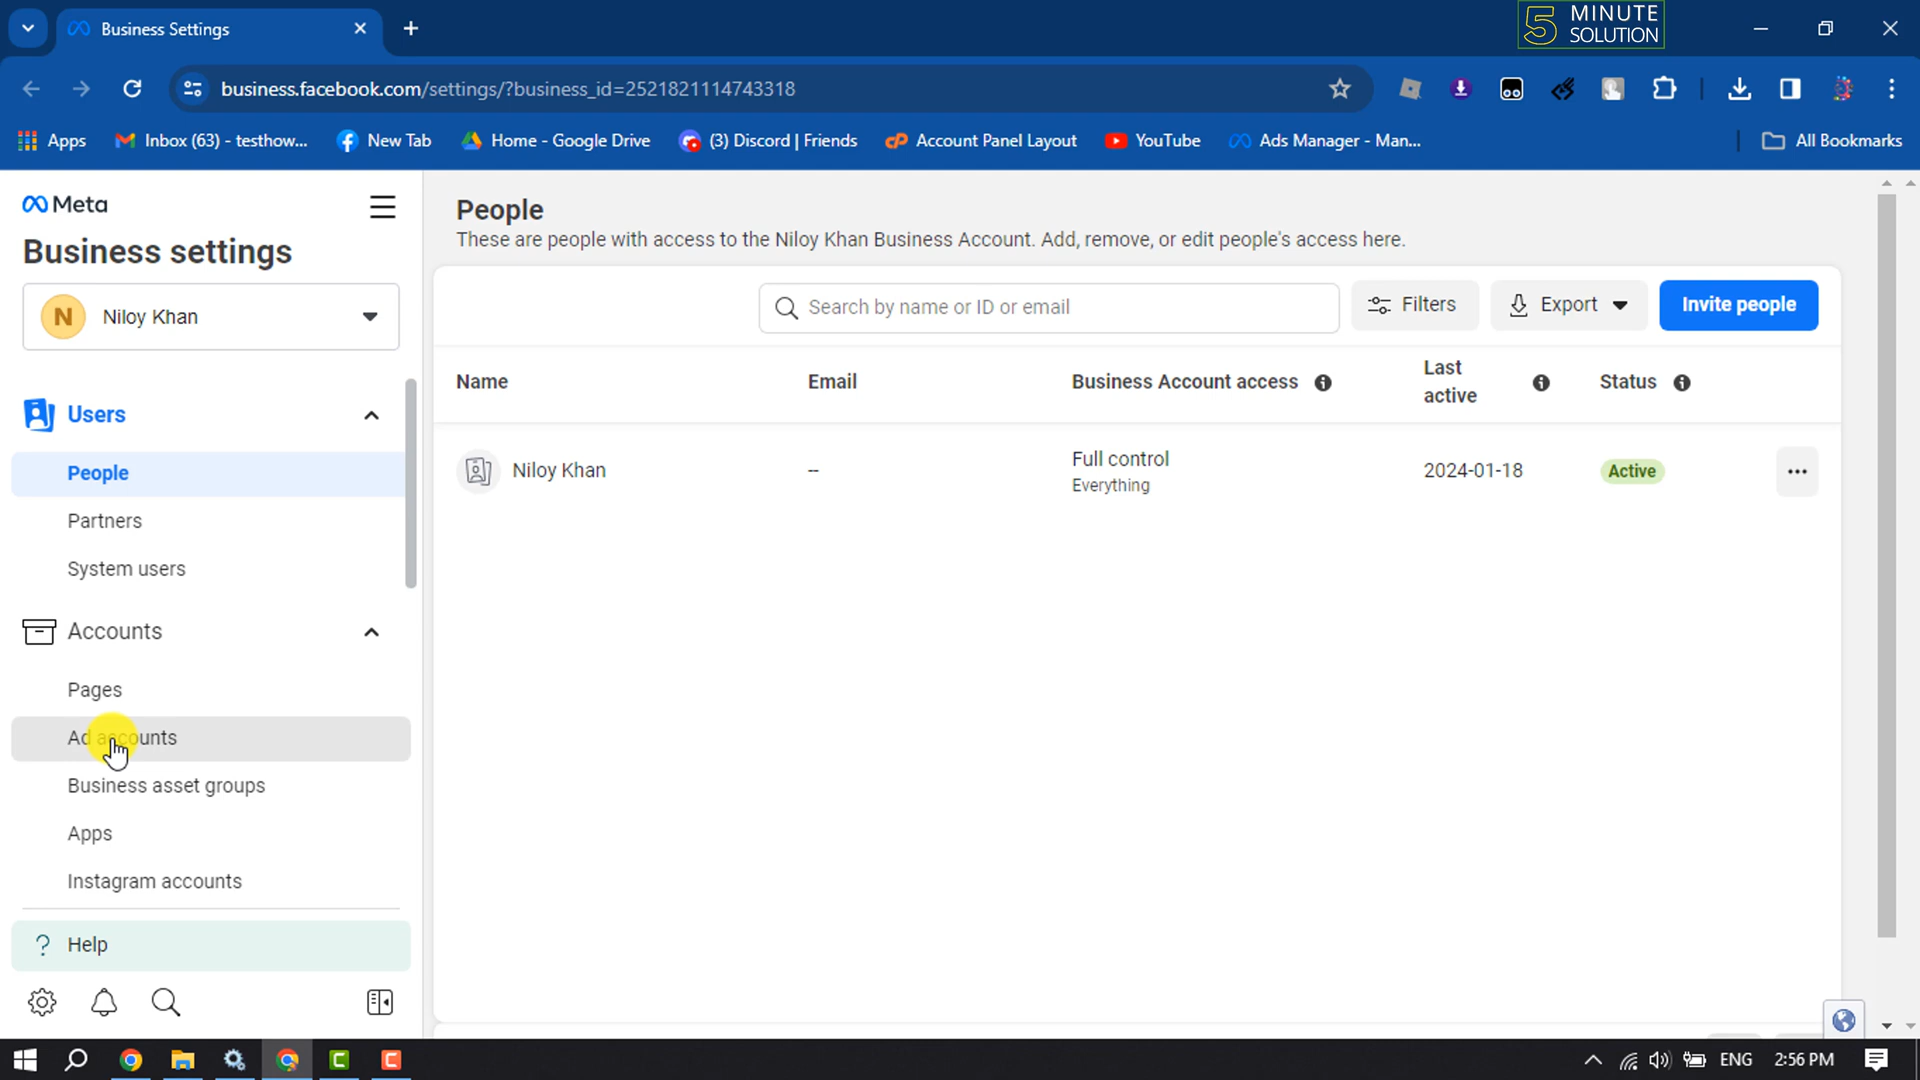 Business Settings
5 MINUTE SOLUTION
business.facebook.com/settings/?business_id=2521821114743318
Apps
Inbox (63) - testhow...
New Tab
Home - Google Drive
(3) Discord | Friends
Account Panel Layout
YouTube
Ads Manager - Man...
All Bookmarks
Meta
Business settings
N Niloy Khan
Users
People
Partners
System users
Accounts
Pages
Ad accounts
Business asset groups
Apps
Instagram accounts
? Help
People
These are people with access to the Niloy Khan Business Account. Add, remove, or edit people's access here.
Search by name or ID or email
Filters
Export
Invite people
Name
Email
Business Account access
Last active
Status
Niloy Khan
--
Full control
Everything
2024-01-18
Active
ENG
2:56 PM